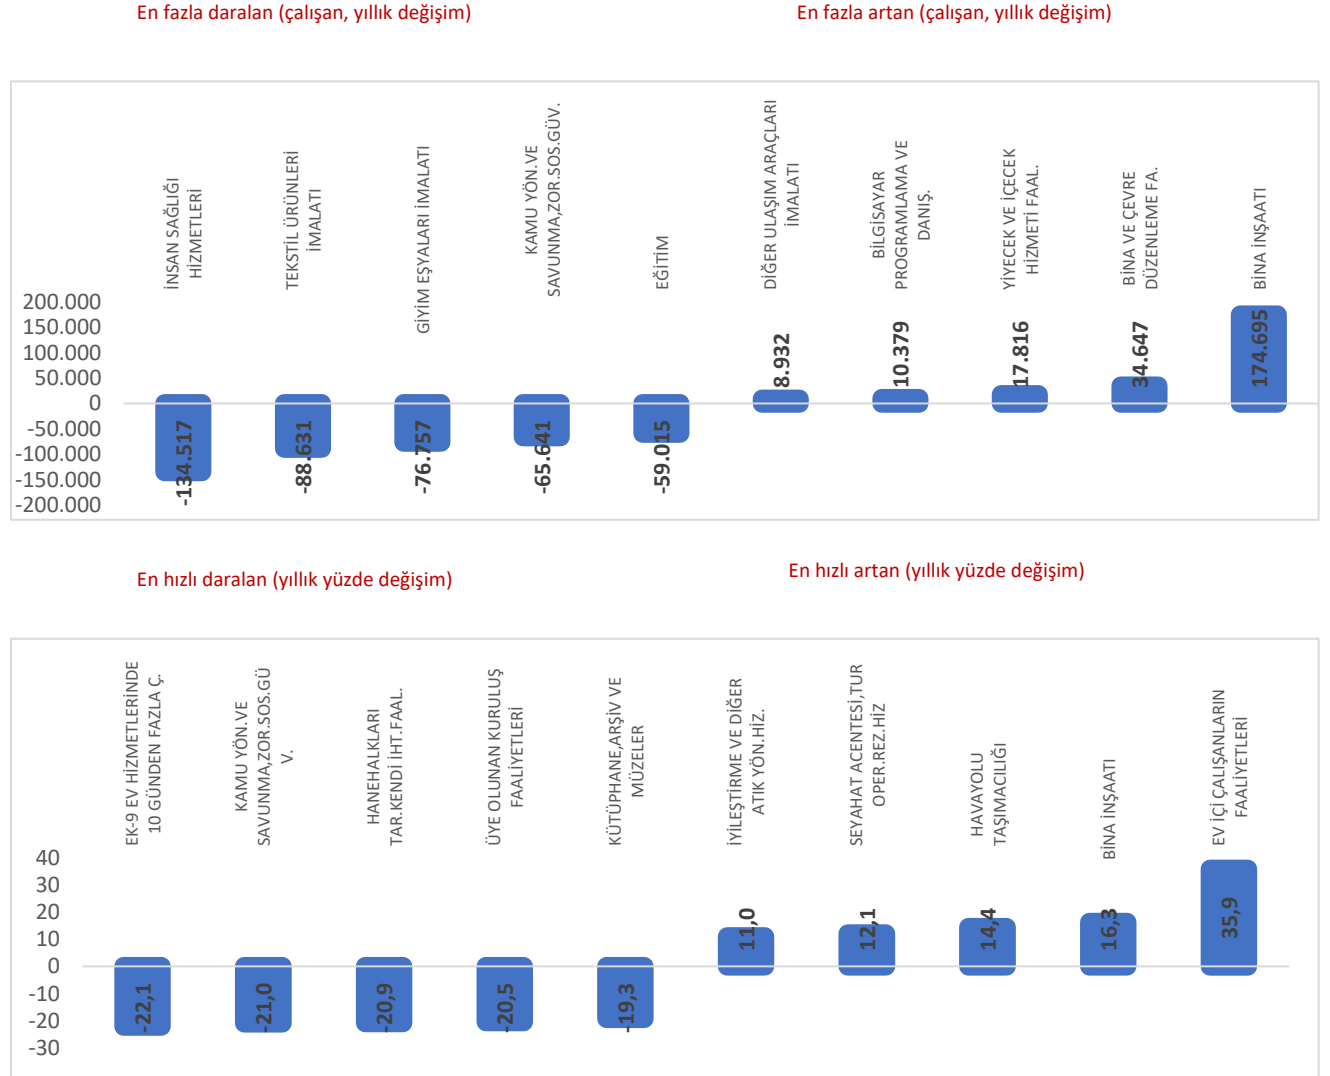 En fazla daralan (çalışan, yıllık değişim)
En fazla artan (çalışan, yıllık değişim)
İNSAN SAĞLIĞI
HİZMETLERİ
TEKSTİL ÜRÜNLERİ
İMALATI
GİYİM EŞYALARI İMALATI
KAMU YÖN.VE
SAVUNMA,ZOR.SOS.GÜV.
EĞİTİM
DİĞER ULAŞIM ARAÇLARI
İMALATI
BİLGİSAYAR
PROGRAMLAMA VE
DANIŞ.
YİYECEK VE İÇECEK
HİZMETİ FAAL.
BİNA VE ÇEVRE
DÜZENLEME FA.
BİNA İNŞAATI
200.000
150.000
100.000
50.000
0
-50.000
-100.000
-150.000
-200.000
-134.517
-88.631
-76.757
-65.641
-59.015
8.932
10.379
17.816
34.647
174.695
En hızlı daralan (yıllık yüzde değişim)
En hızlı artan (yıllık yüzde değişim)
EK-9 EV HİZMETLERİNDE
10 GÜNDEN FAZLA Ç.
KAMU YÖN.VE
SAVUNMA,ZOR.SOS.GÜ
V.
HANEHALKLARI
TAR.KENDİ İHT.FAAL.
ÜYE OLUNAN KURULUŞ
FAALİYETLERİ
KÜTÜPHANE,ARŞİV VE
MÜZELER
İYİLEŞTİRME VE DİĞER
ATIK YÖN.HİZ.
SEYAHAT ACENTESİ,TUR
OPER.REZ.HİZ
HAVAYOLU
TAŞIMACILIĞI
BİNA İNŞAATI
EV İÇİ ÇALIŞANLARIN
FAALİYETLERİ
40
30
20
10
0
-10
-20
-30
-22,1
-21,0
-20,9
-20,5
-19,3
11,0
12,1
14,4
16,3
35,9